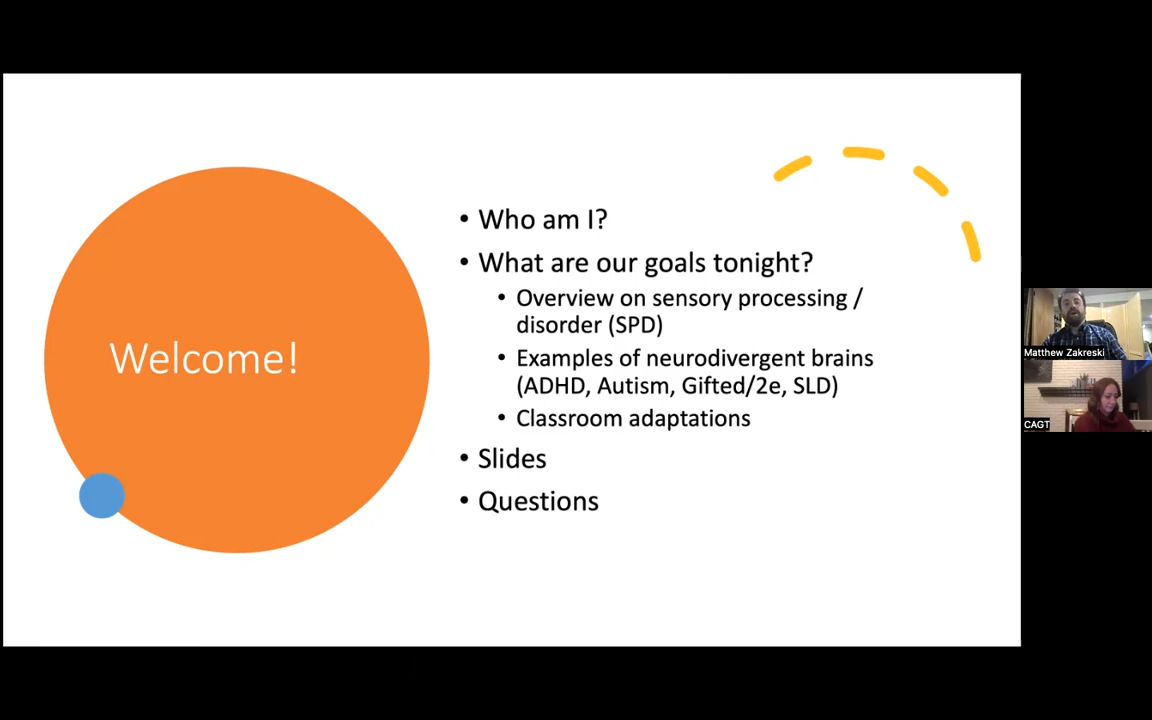 Welcome!
• Who am I?
• What are our goals tonight?
• Overview on sensory processing /
disorder (SPD)
• Examples of neurodivergent brains
(ADHD, Autism, Gifted/2e, SLD)
• Classroom adaptations
• Slides
• Questions
Matthew Zakreski
CAGT